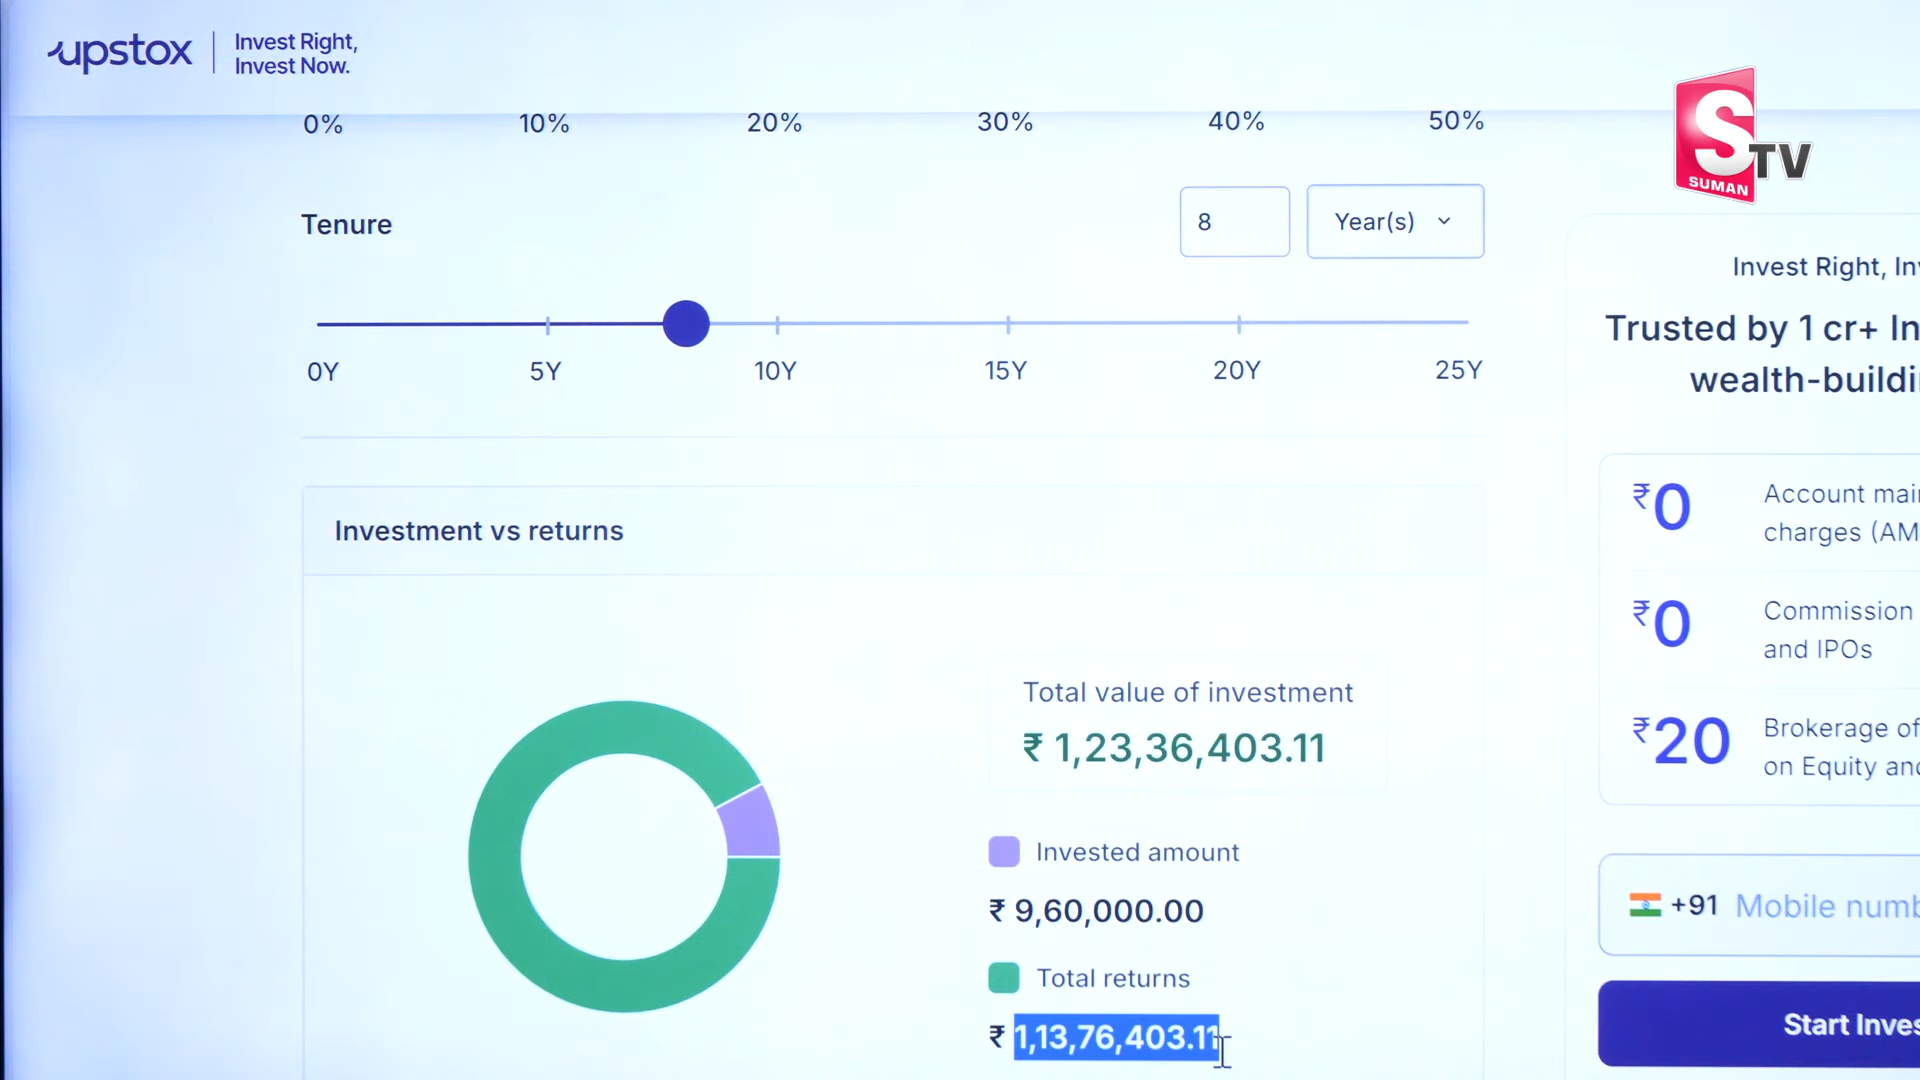 upstox
Invest Right,
Invest Now.
S
TV
SUMAN
0% 10% 20% 30% 40% 50%
Tenure 8 Year(s)
0Y 5Y 10Y 15Y 20Y 25Y
Investment vs returns
Total value of investment
₹ 1,23,36,403.11
Invested amount
₹ 9,60,000.00
Total returns
₹ 1,13,76,403.11
Invest Right, Inv
Trusted by 1 cr+ In
wealth-buildi
₹0 Account mai
charges (AM
₹0 Commission
and IPOs
₹20 Brokerage of
on Equity and
+91 Mobile numb
Start Inves